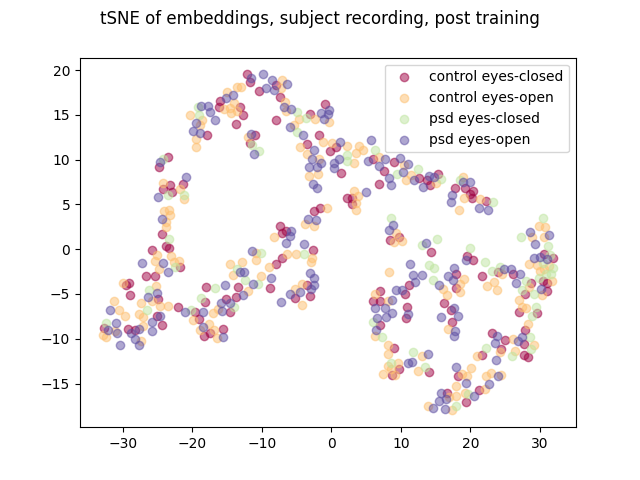 tSNE of embeddings, subject recording, post training
control eyes-closed
control eyes-open
psd eyes-closed
psd eyes-open
20
15
10
5
0
−5
−10
−15
−30 −20 −10 0 10 20 30